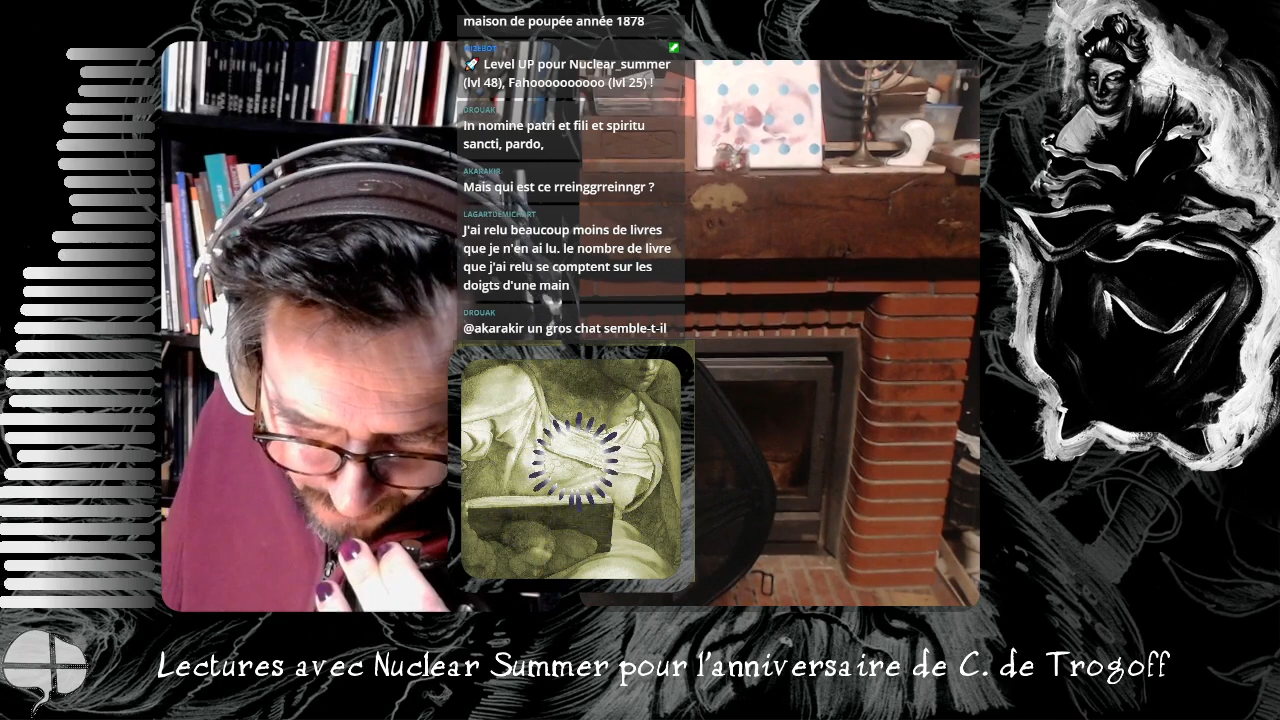 maison de poupée année 1878
WIZEBOT
🚀 Level UP pour Nuclear_summer
(lvl 48), Fahoooooooooo (lvl 25) !
DROUAK
In nomine patri et fili et spiritu
sancti, pardo,
AKARAKIR
Mais qui est ce rreinggrreinngr ?
LAGARTDEMICHORT
J'ai relu beaucoup moins de livres
que je n'en ai lu. le nombre de livre
que j'ai relu se comptent sur les
doigts d'une main
DROUAK
@akarakir un gros chat semble-t-il
Lectures avec Nuclear Summer pour l'anniversaire de C. de Trogoff